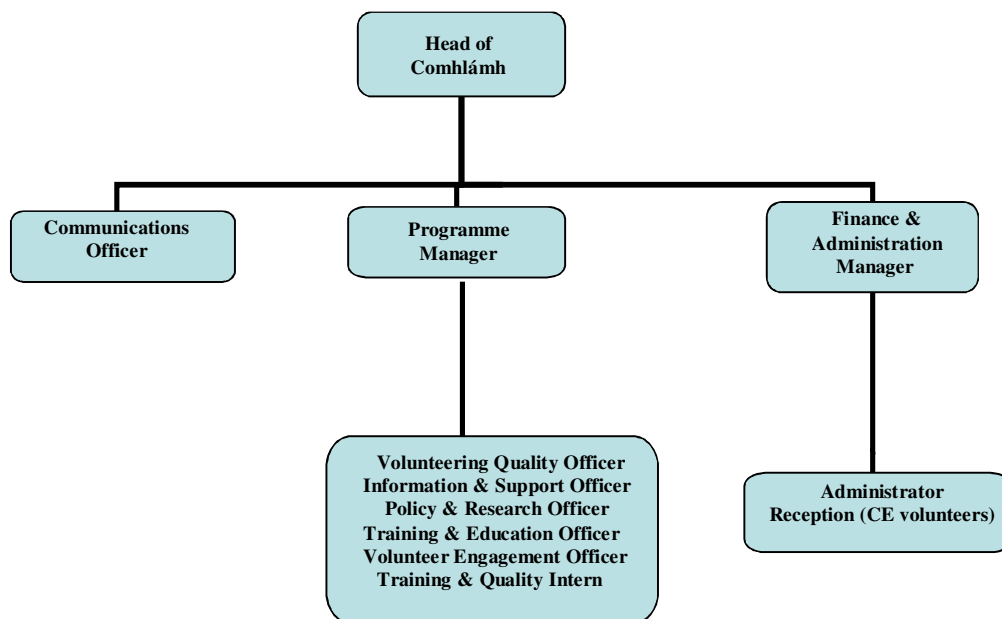 Head of
Comhlámh
Communications
Officer
Programme
Manager
Finance &
Administration
Manager
Volunteering Quality Officer
Information & Support Officer
Policy & Research Officer
Training & Education Officer
Volunteer Engagement Officer
Training & Quality Intern
Administrator
Reception (CE volunteers)